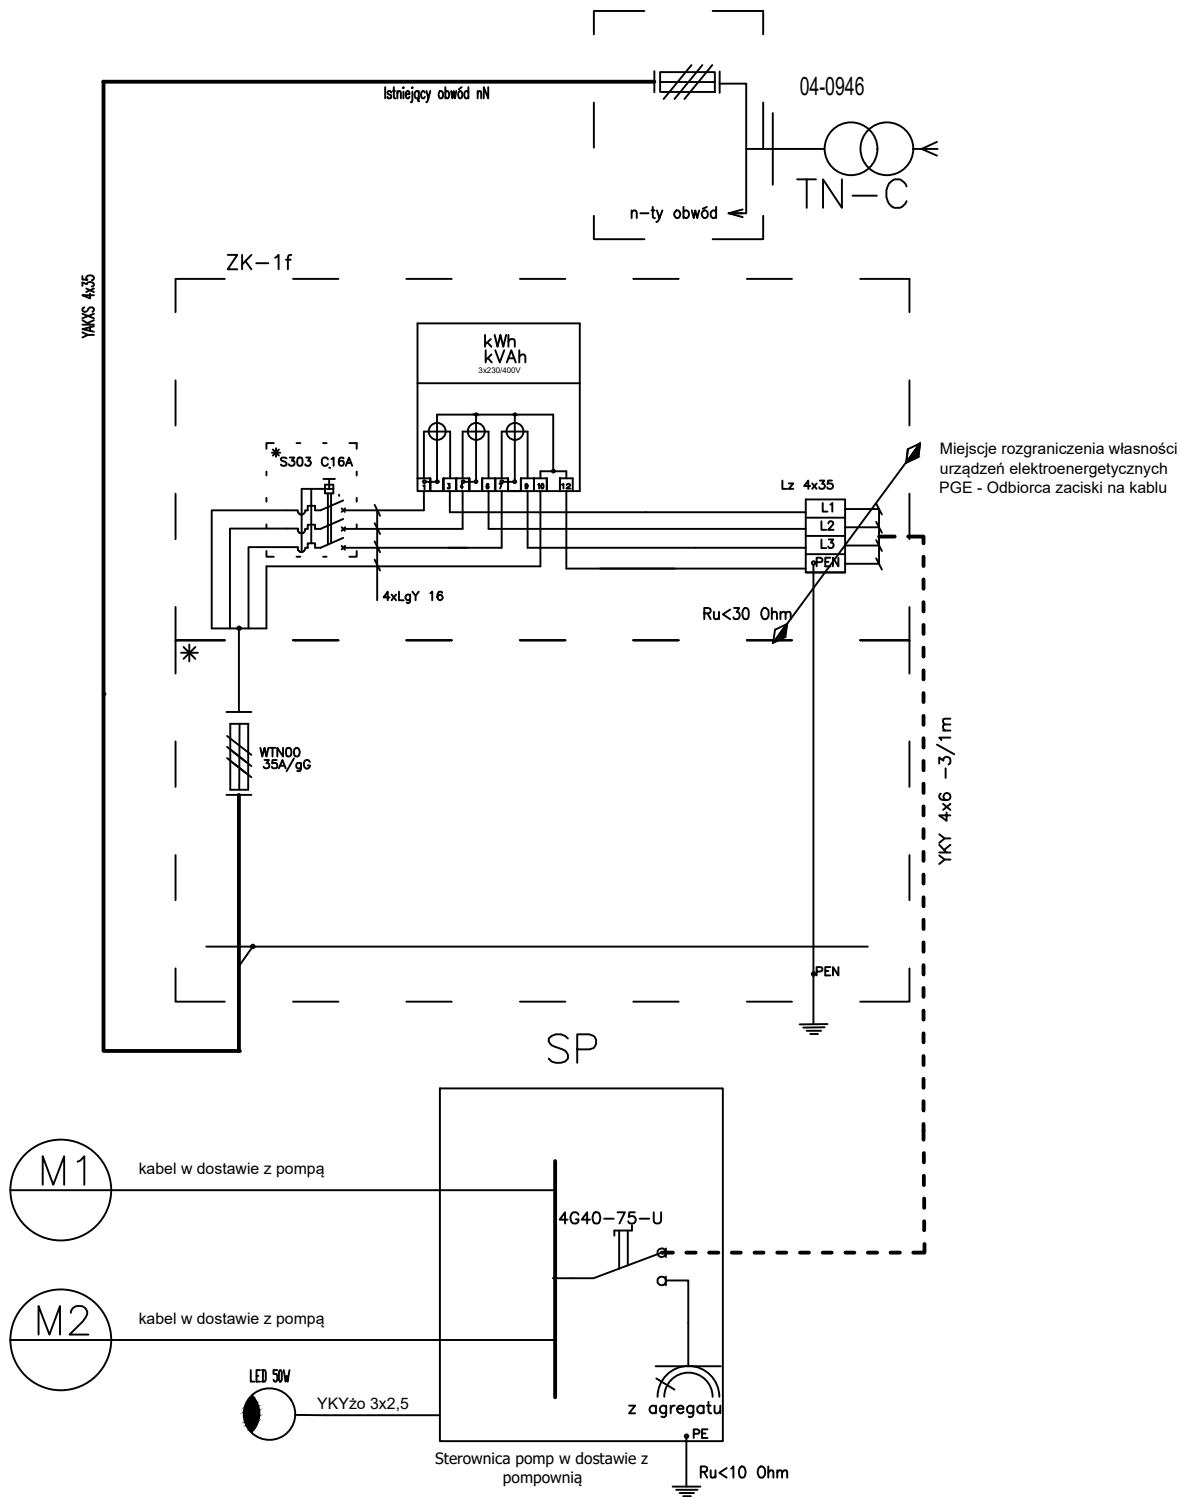 04-0946
Istniejący obwód nN
TN-C
n-ty obwód
ZK-1f
YAKXS 4x35
kWh
kVAh
3x230/400V
S303 C16A
Miejscje rozgraniczenia własności
urządzeń elektroenergetycznych
PGE - Odbiorca zaciski na kablu
1 3 4 6 7 9 10 12
Lz 4x35
L1
L2
L3
PEN
4xLgY 16
Ru<30 Ohm
WTN00
35A/gG
YKY 4x6 -3/1m
PEN
SP
M1
kabel w dostawie z pompą
4G40-75-U
M2
kabel w dostawie z pompą
LED 50W
YKYżo 3x2,5
z agregatu
PE
Sterownica pomp w dostawie z
pompownią
Ru<10 Ohm